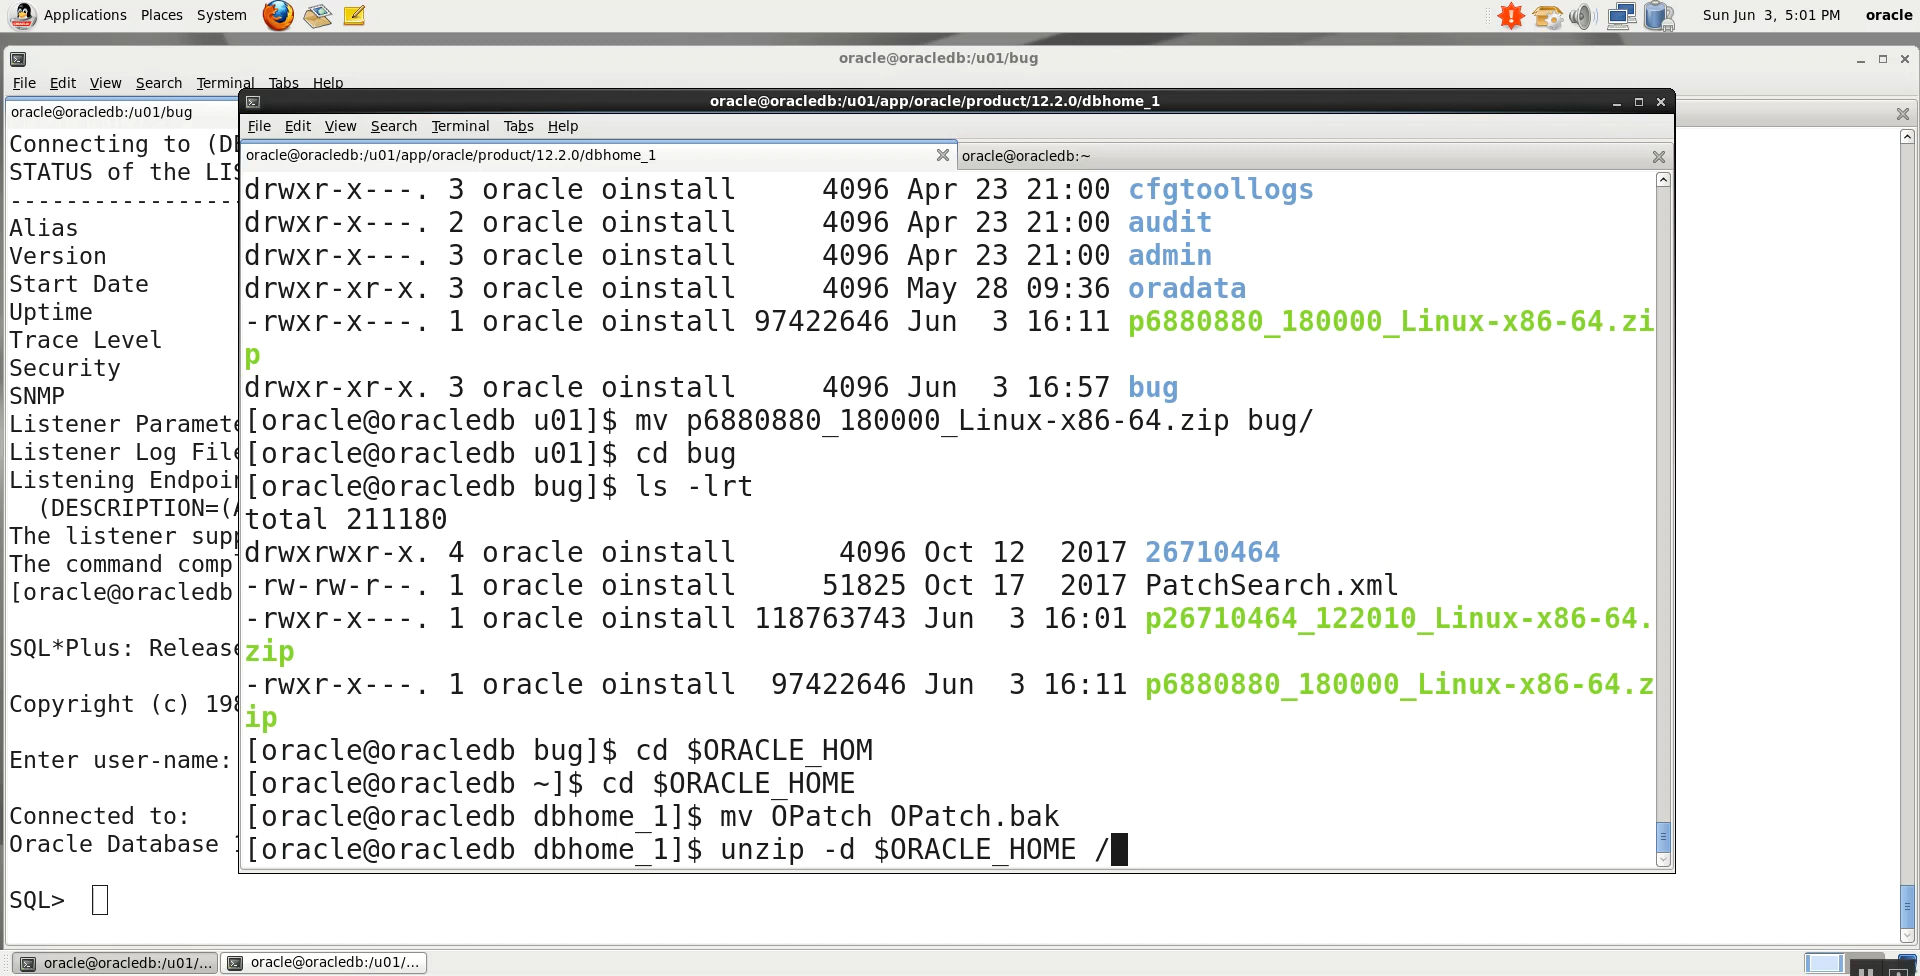 Applications Places System Sun Jun 3, 5:01 PM oracle
oracle@oracledb:/u01/bug
File Edit View Search Terminal Tabs Help
oracle@oracledb:/u01/bug
Connecting to (DE
STATUS of the LIS
-----------------
Alias
Version
Start Date
Uptime
Trace Level
Security
SNMP
Listener Paramete
Listener Log File
Listening Endpoin
(DESCRIPTION=(A
The listener supp
The command comp
[oracle@oracledb
SQL*Plus: Release
Copyright (c) 198
Enter user-name:
Connected to:
Oracle Database 1
SQL>
oracle@oracledb:/u01/app/oracle/product/12.2.0/dbhome_1
File Edit View Search Terminal Tabs Help
oracle@oracledb:/u01/app/oracle/product/12.2.0/dbhome_1 oracle@oracledb:~
drwxr-x---. 3 oracle oinstall     4096 Apr 23 21:00 cfgtoollogs
drwxr-x---. 2 oracle oinstall     4096 Apr 23 21:00 audit
drwxr-x---. 3 oracle oinstall     4096 Apr 23 21:00 admin
drwxr-xr-x. 3 oracle oinstall     4096 May 28 09:36 oradata
-rwxr-x---. 1 oracle oinstall 97422646 Jun  3 16:11 p6880880_180000_Linux-x86-64.zi
p
drwxr-xr-x. 3 oracle oinstall     4096 Jun  3 16:57 bug
[oracle@oracledb u01]$ mv p6880880_180000_Linux-x86-64.zip bug/
[oracle@oracledb u01]$ cd bug
[oracle@oracledb bug]$ ls -lrt
total 211180
drwxrwxr-x. 4 oracle oinstall      4096 Oct 12  2017 26710464
-rw-rw-r--. 1 oracle oinstall     51825 Oct 17  2017 PatchSearch.xml
-rwxr-x---. 1 oracle oinstall 118763743 Jun  3 16:01 p26710464_122010_Linux-x86-64.
zip
-rwxr-x---. 1 oracle oinstall  97422646 Jun  3 16:11 p6880880_180000_Linux-x86-64.z
ip
[oracle@oracledb bug]$ cd $ORACLE_HOM
[oracle@oracledb ~]$ cd $ORACLE_HOME
[oracle@oracledb dbhome_1]$ mv OPatch OPatch.bak
[oracle@oracledb dbhome_1]$ unzip -d $ORACLE_HOME /
oracle@oracledb:/u01/... oracle@oracledb:/u01/...